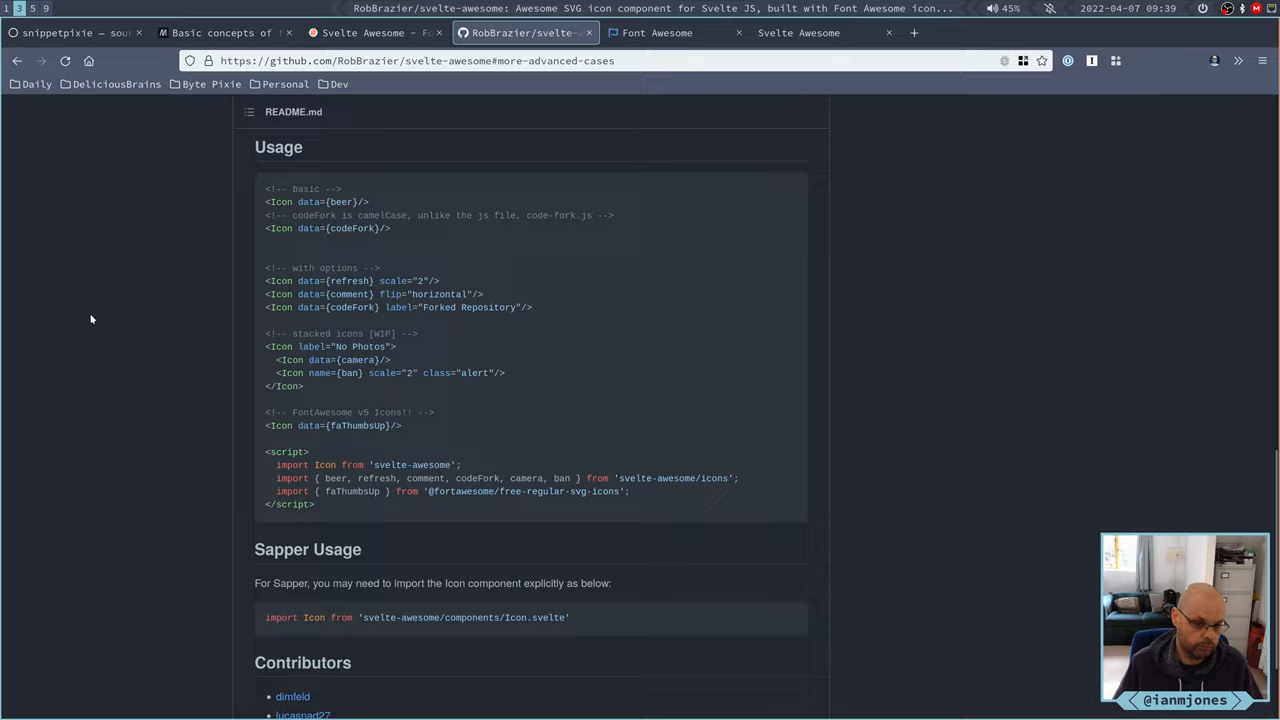 1 3 5 9
RobBrazier/svelte-awesome: Awesome SVG icon component for Svelte JS, built with Font Awesome icon...
45%
2022-04-07 09:39
snippetpixie — sour
Basic concepts of f
Svelte Awesome – Fo
RobBrazier/svelte-a
Font Awesome
Svelte Awesome
https://github.com/RobBrazier/svelte-awesome#more-advanced-cases
Daily
DeliciousBrains
Byte Pixie
Personal
Dev
README.md
Usage
<!-- basic -->
<Icon data={beer}/>
<!-- codeFork is camelCase, unlike the js file, code-fork.js -->
<Icon data={codeFork}/>
<!-- with options -->
<Icon data={refresh} scale="2"/>
<Icon data={comment} flip="horizontal"/>
<Icon data={codeFork} label="Forked Repository"/>
<!-- stacked icons [WIP] -->
<Icon label="No Photos">
<Icon data={camera}/>
<Icon name={ban} scale="2" class="alert"/>
</Icon>
<!-- FontAwesome v5 Icons!! -->
<Icon data={faThumbsUp}/>
<script>
import Icon from 'svelte-awesome';
import { beer, refresh, comment, codeFork, camera, ban } from 'svelte-awesome/icons';
import { faThumbsUp } from '@fortawesome/free-regular-svg-icons';
</script>
Sapper Usage
For Sapper, you may need to import the Icon component explicitly as below:
import Icon from 'svelte-awesome/components/Icon.svelte'
Contributors
dimfeld
lucasnad27
@ianmjones